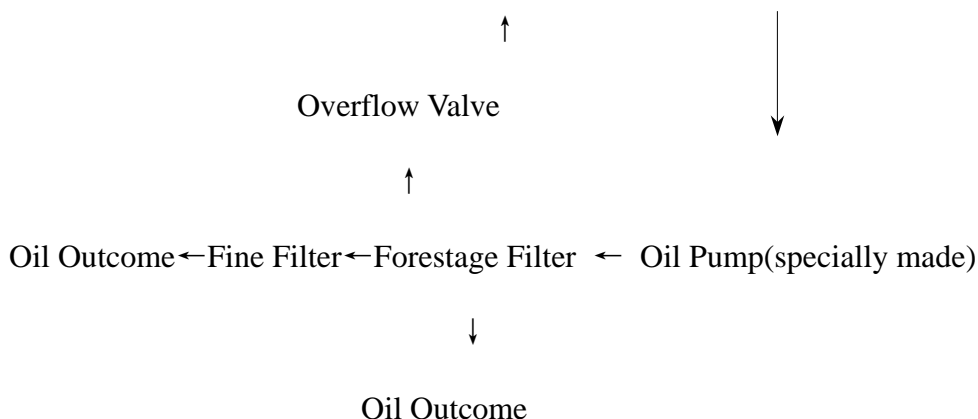 Overflow Valve
Oil Outcome←Fine Filter←Forestage Filter ← Oil Pump(specially made)
Oil Outcome